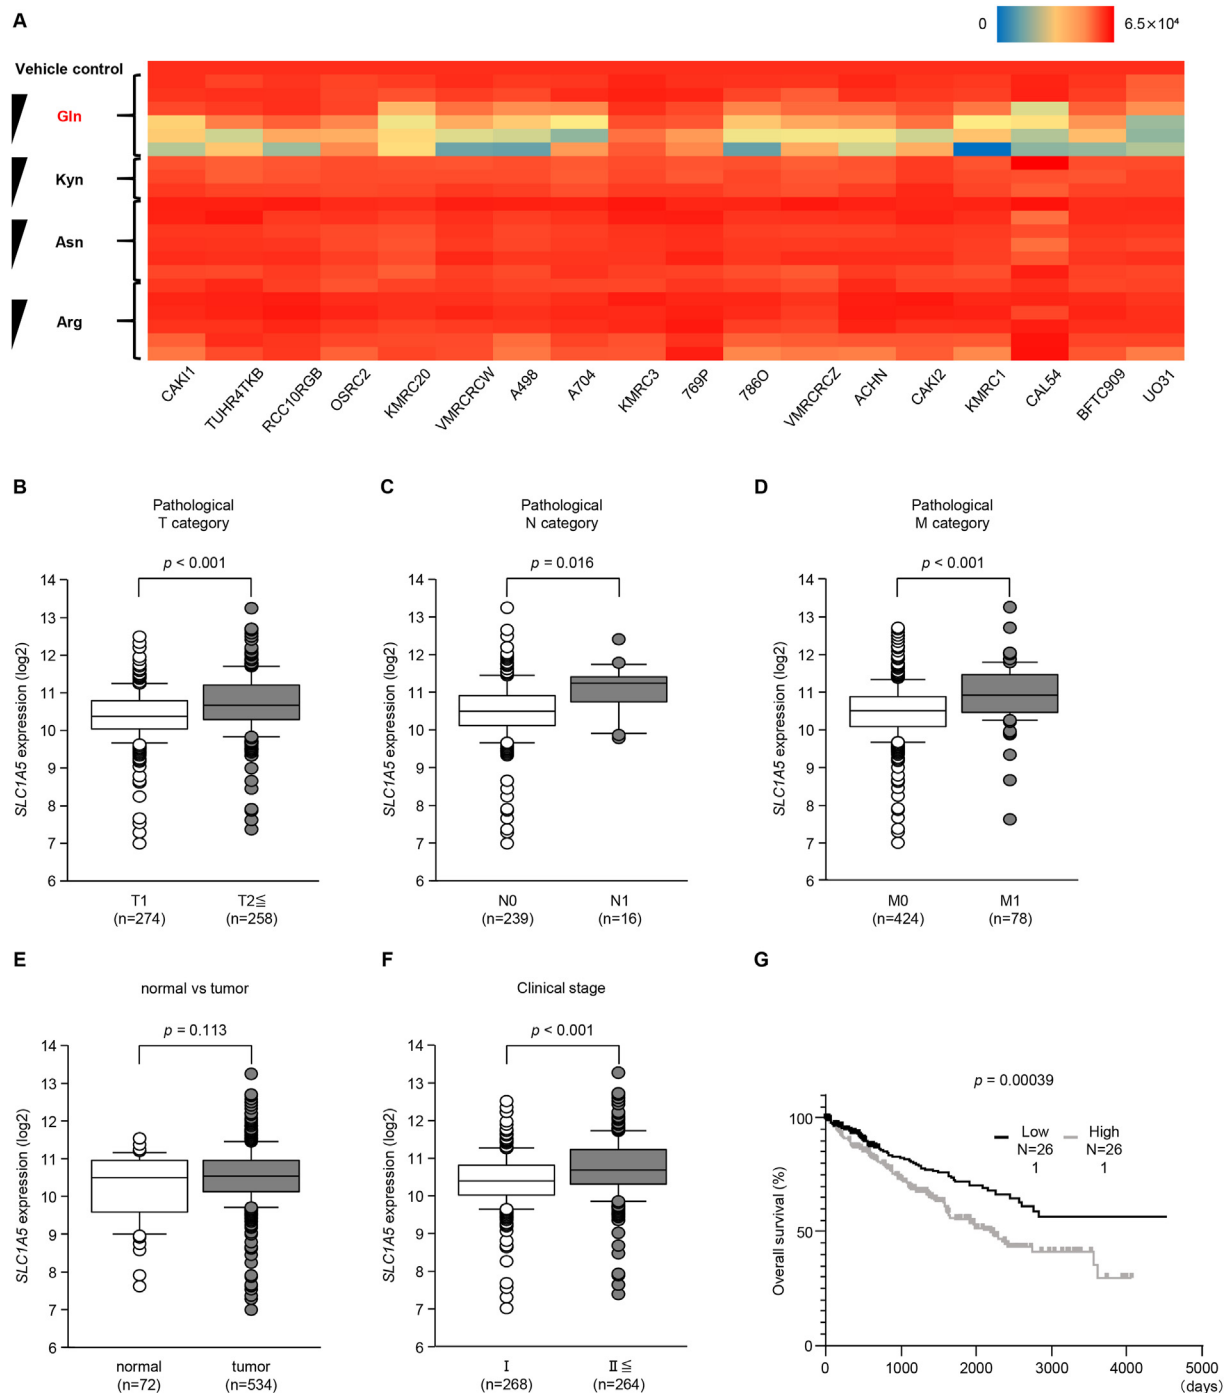 A
0
6.5×10⁴
Vehicle control
Gln
Kyn
Asn
Arg
CAKI1
TUHR4TKB
RCC10RGB
OSRC2
KMRC20
VMRCRCW
A498
A704
KMRC3
769P
786O
VMRCRCZ
ACHN
CAKI2
KMRC1
CAL54
BFTC909
UO31
B
Pathological
T category
p < 0.001
SLC1A5 expression (log2)
14
13
12
11
10
9
8
7
6
T1
(n=274)
T2≦
(n=258)
C
Pathological
N category
p = 0.016
SLC1A5 expression (log2)
14
13
12
11
10
9
8
7
6
N0
(n=239)
N1
(n=16)
D
Pathological
M category
p < 0.001
SLC1A5 expression (log2)
14
13
12
11
10
9
8
7
6
M0
(n=424)
M1
(n=78)
E
normal vs tumor
p = 0.113
SLC1A5 expression (log2)
14
13
12
11
10
9
8
7
6
normal
(n=72)
tumor
(n=534)
F
Clinical stage
p < 0.001
SLC1A5 expression (log2)
14
13
12
11
10
9
8
7
6
Ⅰ
(n=268)
Ⅱ≦
(n=264)
G
p = 0.00039
Low
N=26
1
High
N=26
1
Overall survival (%)
100
50
0
0
1000
2000
3000
4000
5000
(days)